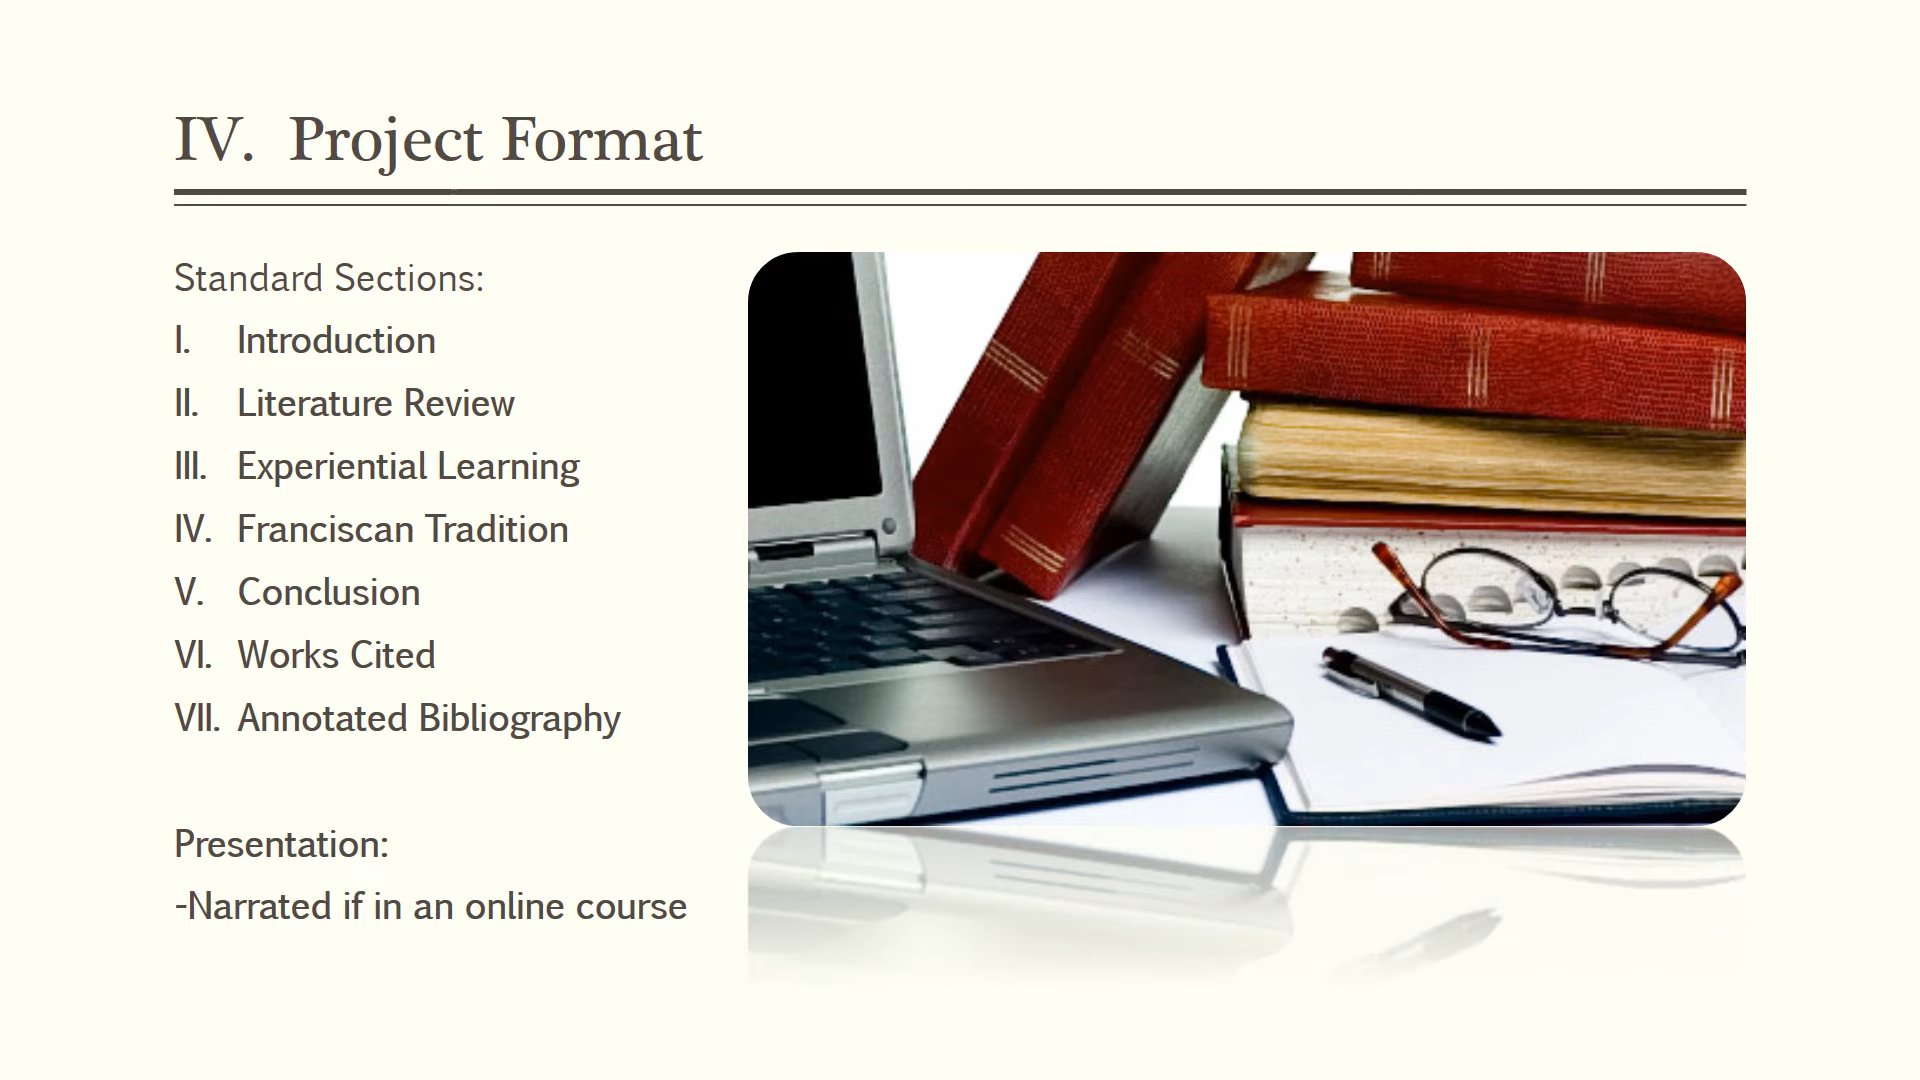 IV. Project Format
Standard Sections:
I. Introduction
II. Literature Review
III. Experiential Learning
IV. Franciscan Tradition
V. Conclusion
VI. Works Cited
VII. Annotated Bibliography
Presentation:
-Narrated if in an online course